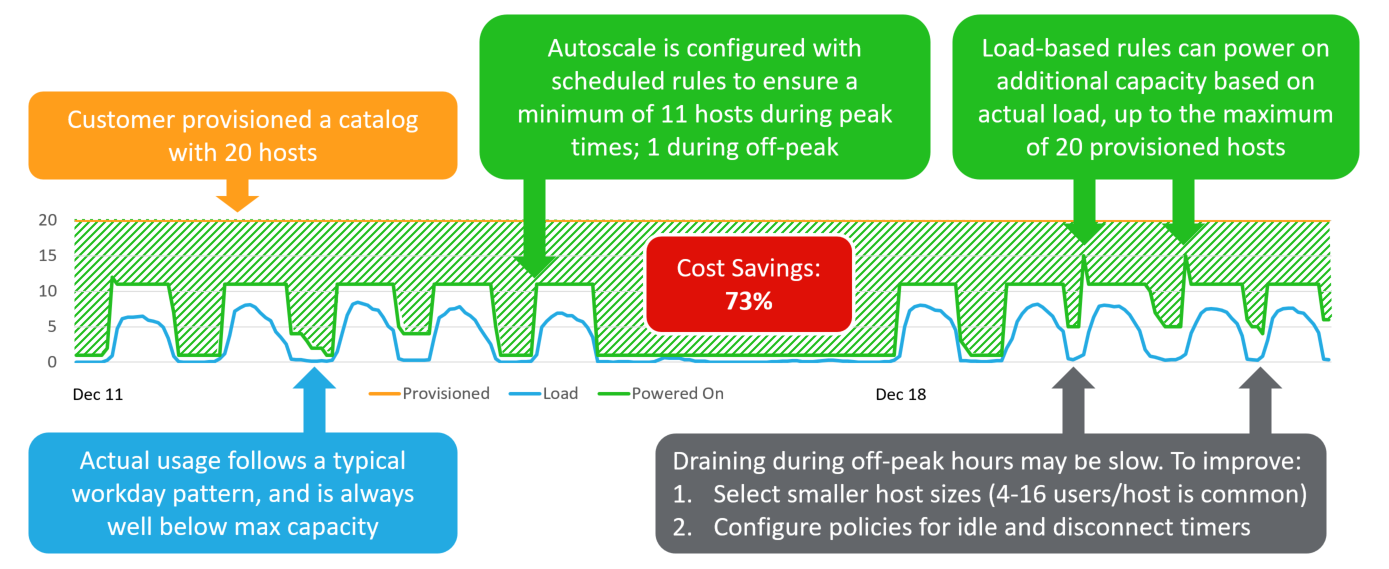 Autoscale is configured with
scheduled rules to ensure a
minimum of 11 hosts during peak
times; 1 during off-peak
Load-based rules can power on
additional capacity based on
actual load, up to the maximum
of 20 provisioned hosts
Customer provisioned a catalog
with 20 hosts
20
15
10
5
0
Cost Savings:
73%
Dec 11
Dec 18
Provisioned
Load
Powered On
Actual usage follows a typical
workday pattern, and is always
well below max capacity
Draining during off-peak hours may be slow. To improve:
1. Select smaller host sizes (4-16 users/host is common)
2. Configure policies for idle and disconnect timers